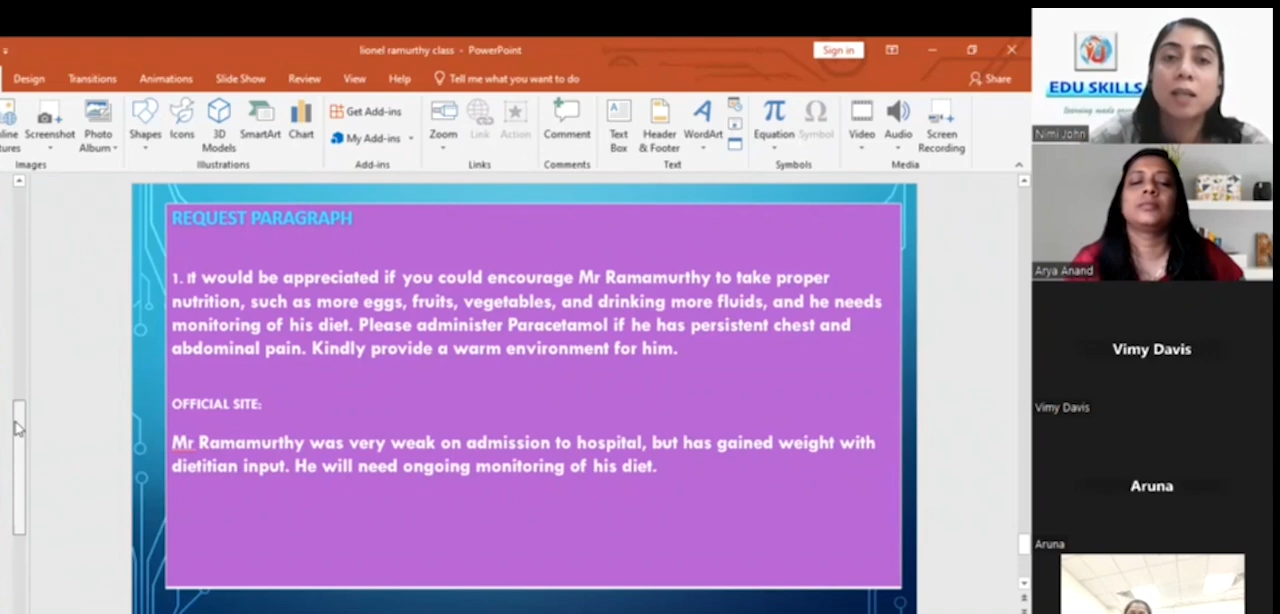 lionel ramurthy class - PowerPoint
Sign in
Design Transitions Animations Slide Show Review View Help Tell me what you want to do
Share
Screenshot
Photo Album
Shapes
Icons
3D Models
SmartArt
Chart
Get Add-ins
My Add-ins
Zoom
Link
Action
Comment
Text Box
Header & Footer
WordArt
Equation
Symbol
Video
Audio
Screen Recording
Images Illustrations Add-ins Links Comments Text Symbols Media
REQUEST PARAGRAPH
1. It would be appreciated if you could encourage Mr Ramamurthy to take proper
nutrition, such as more eggs, fruits, vegetables, and drinking more fluids, and he needs
monitoring of his diet. Please administer Paracetamol if he has persistent chest and
abdominal pain. Kindly provide a warm environment for him.
OFFICIAL SITE:
Mr Ramamurthy was very weak on admission to hospital, but has gained weight with
dietitian input. He will need ongoing monitoring of his diet.
EDU SKILLS
learning made
Nimi John
Arya Anand
Vimy Davis
Vimy Davis
Aruna
Aruna